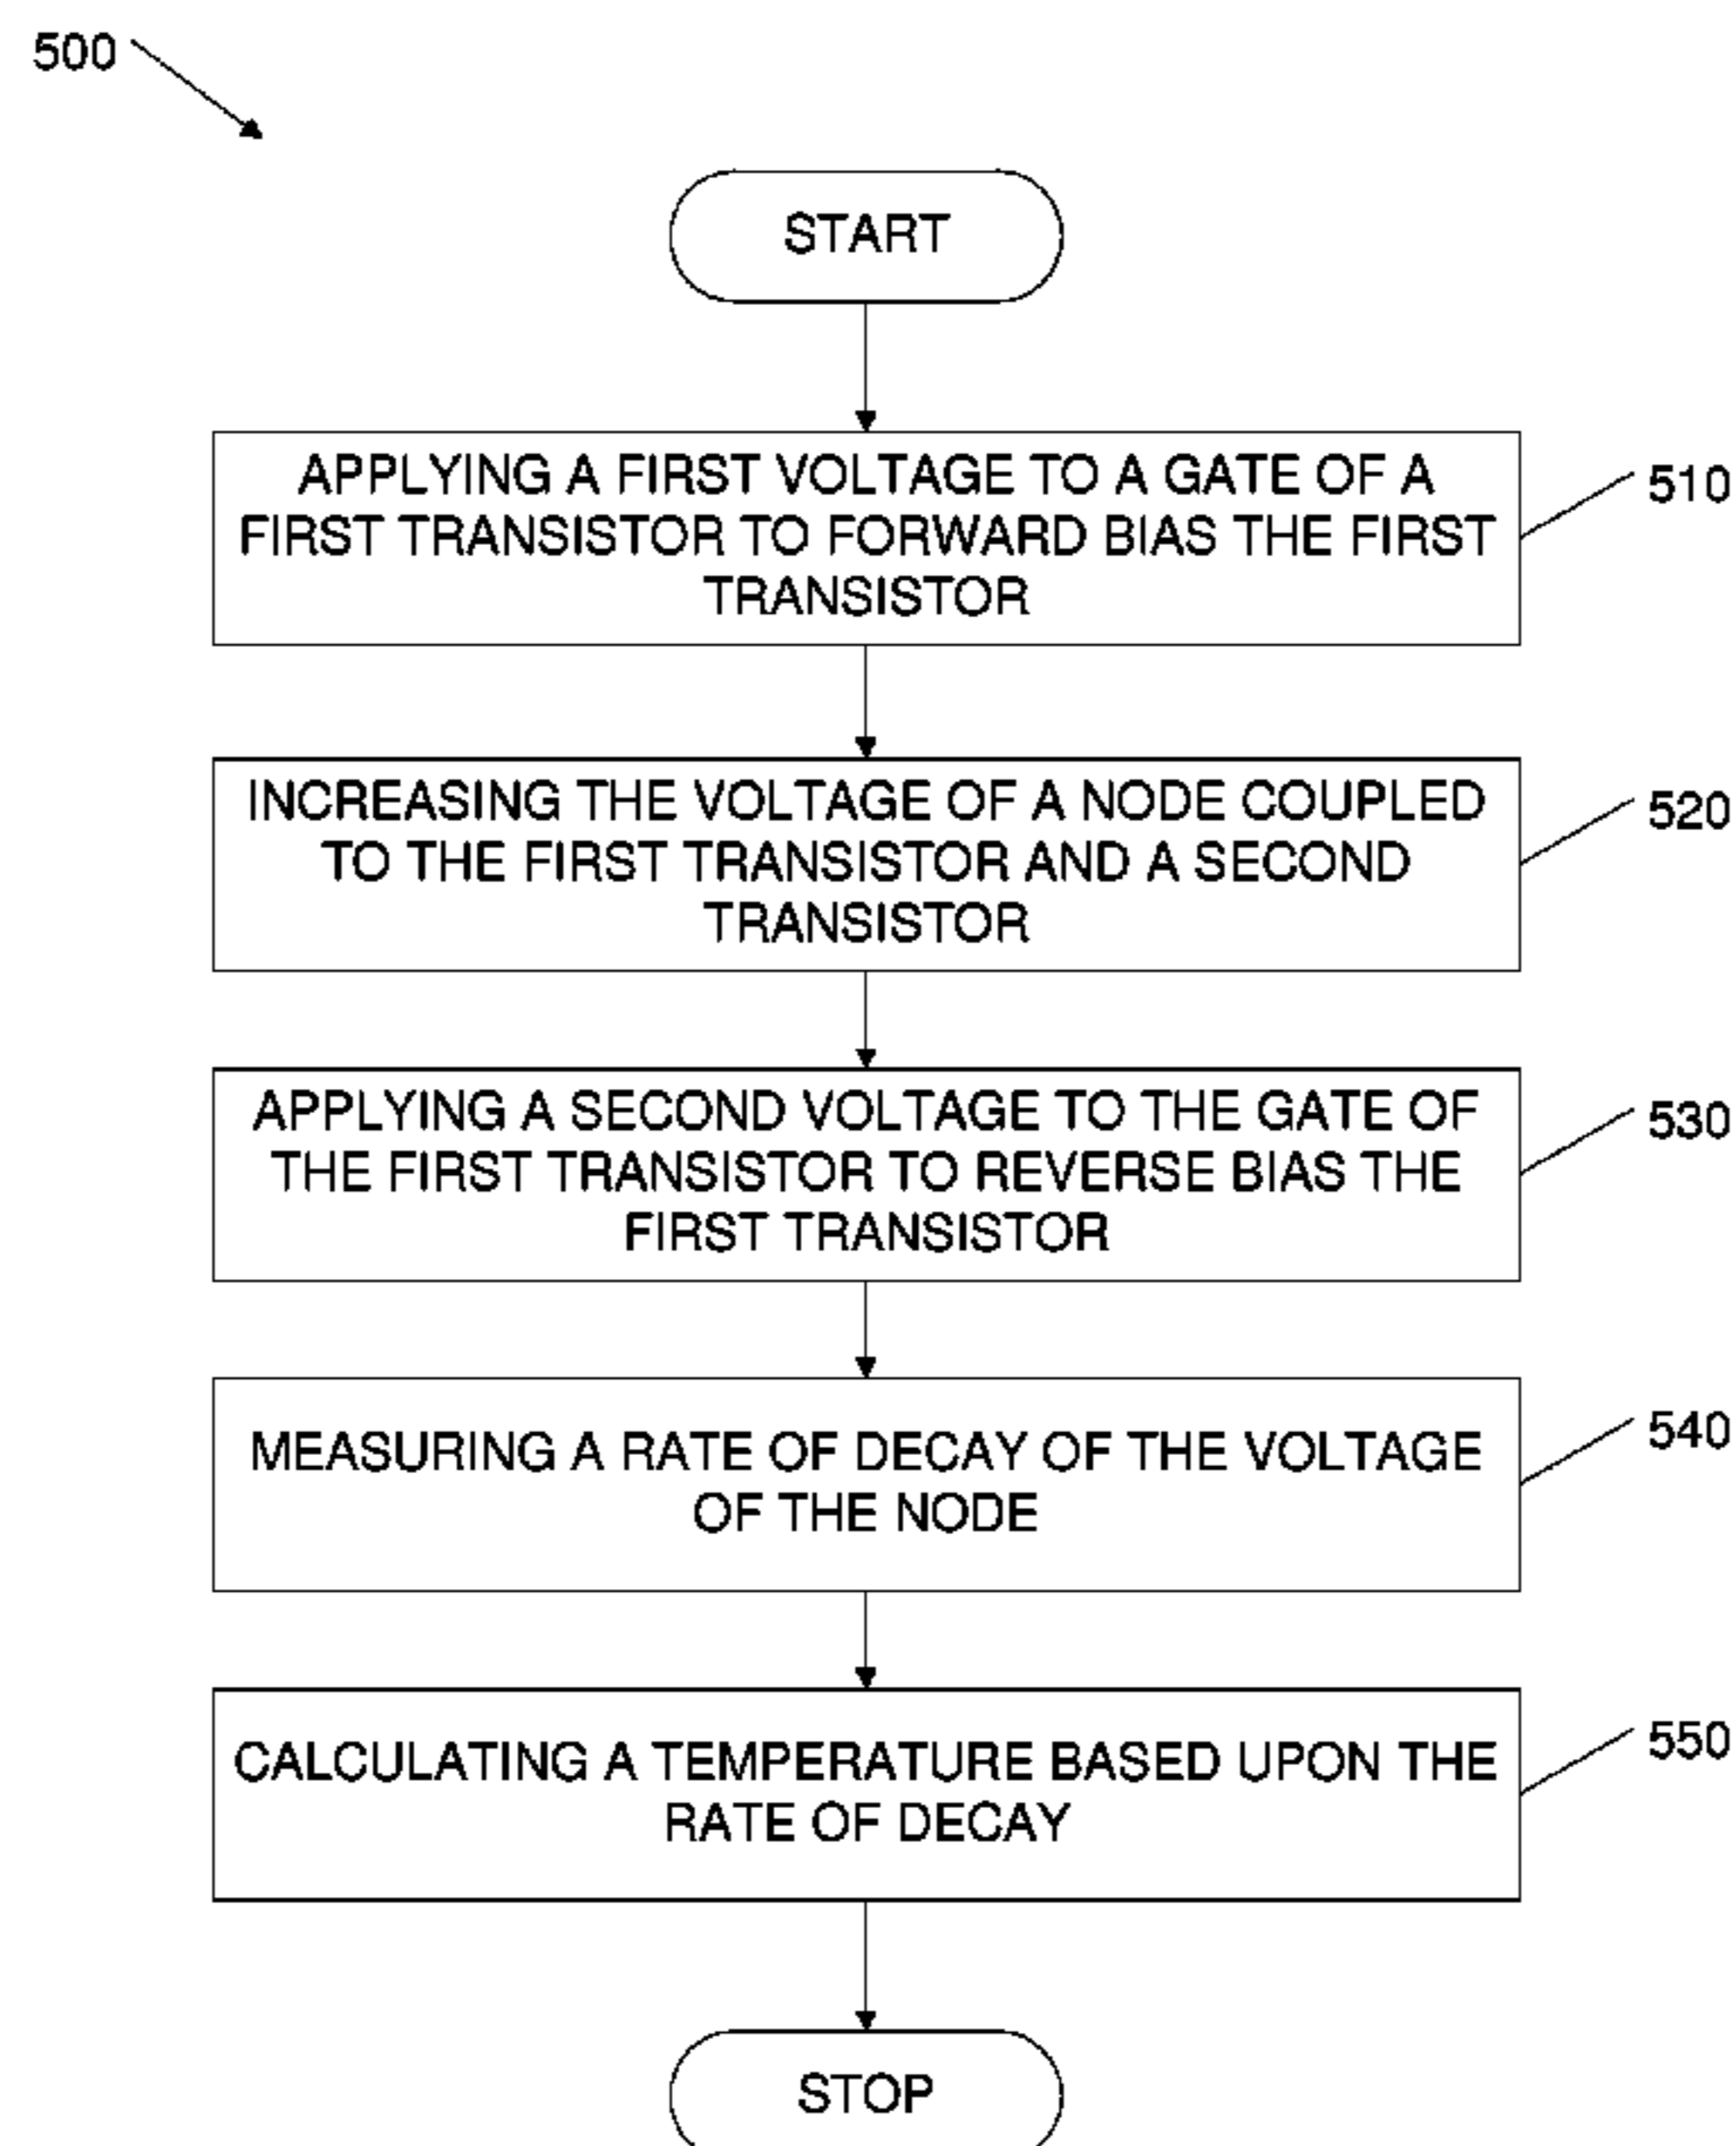 500
START
APPLYING A FIRST VOLTAGE TO A GATE OF A
FIRST TRANSISTOR TO FORWARD BIAS THE FIRST
TRANSISTOR
510
INCREASING THE VOLTAGE OF A NODE COUPLED
TO THE FIRST TRANSISTOR AND A SECOND
TRANSISTOR
520
APPLYING A SECOND VOLTAGE TO THE GATE OF
THE FIRST TRANSISTOR TO REVERSE BIAS THE
FIRST TRANSISTOR
530
MEASURING A RATE OF DECAY OF THE VOLTAGE
OF THE NODE
540
CALCULATING A TEMPERATURE BASED UPON THE
RATE OF DECAY
550
STOP